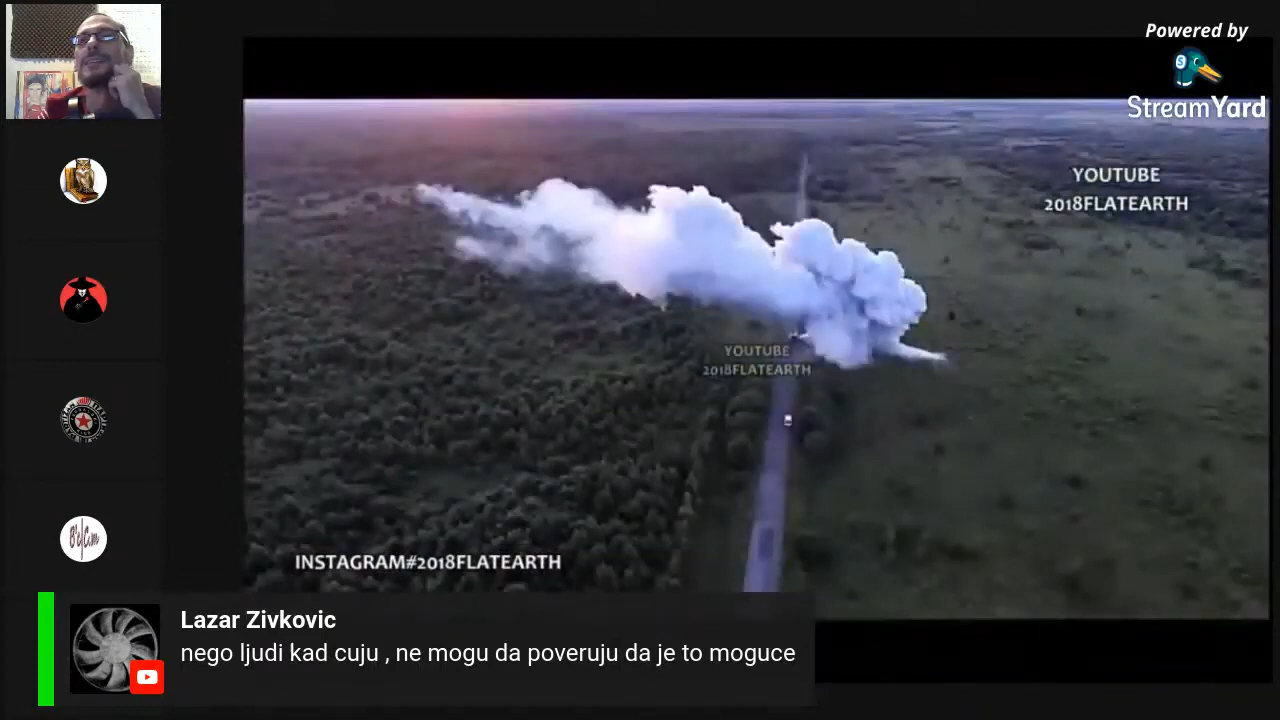 Powered by
StreamYard
YOUTUBE
2018FLATEARTH
YOUTUBE
2018FLATEARTH
INSTAGRAM#2018FLATEARTH
Lazar Zivkovic
nego ljudi kad cuju , ne mogu da poveruju da je to moguce